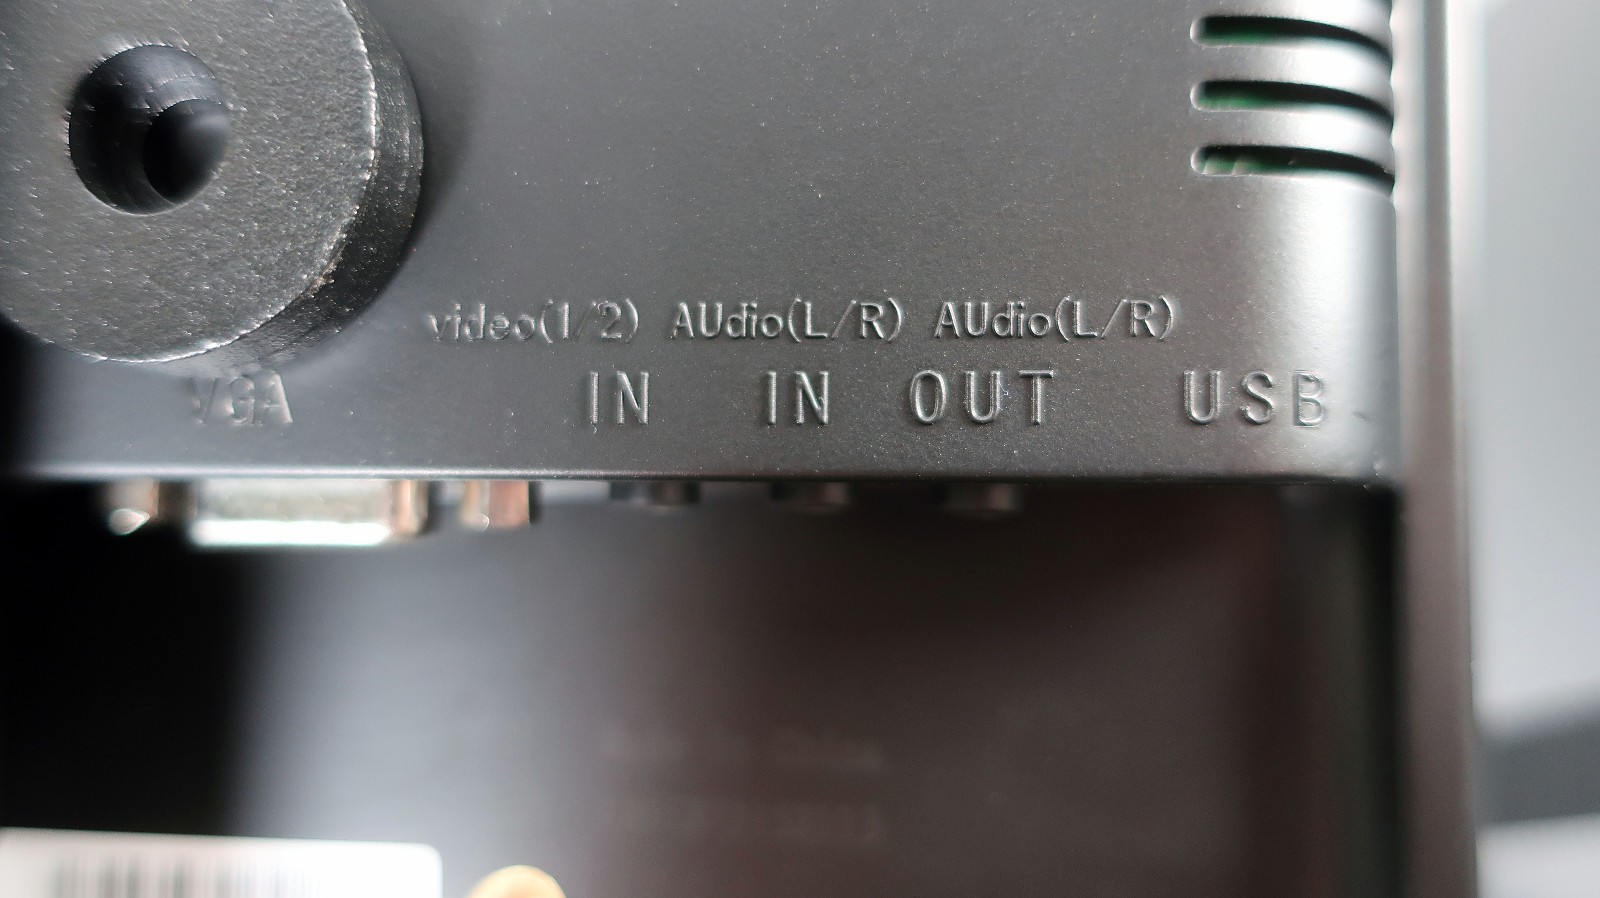 video(1/2) AUdio(L/R) AUdio(L/R)
VGA IN IN OUT USB